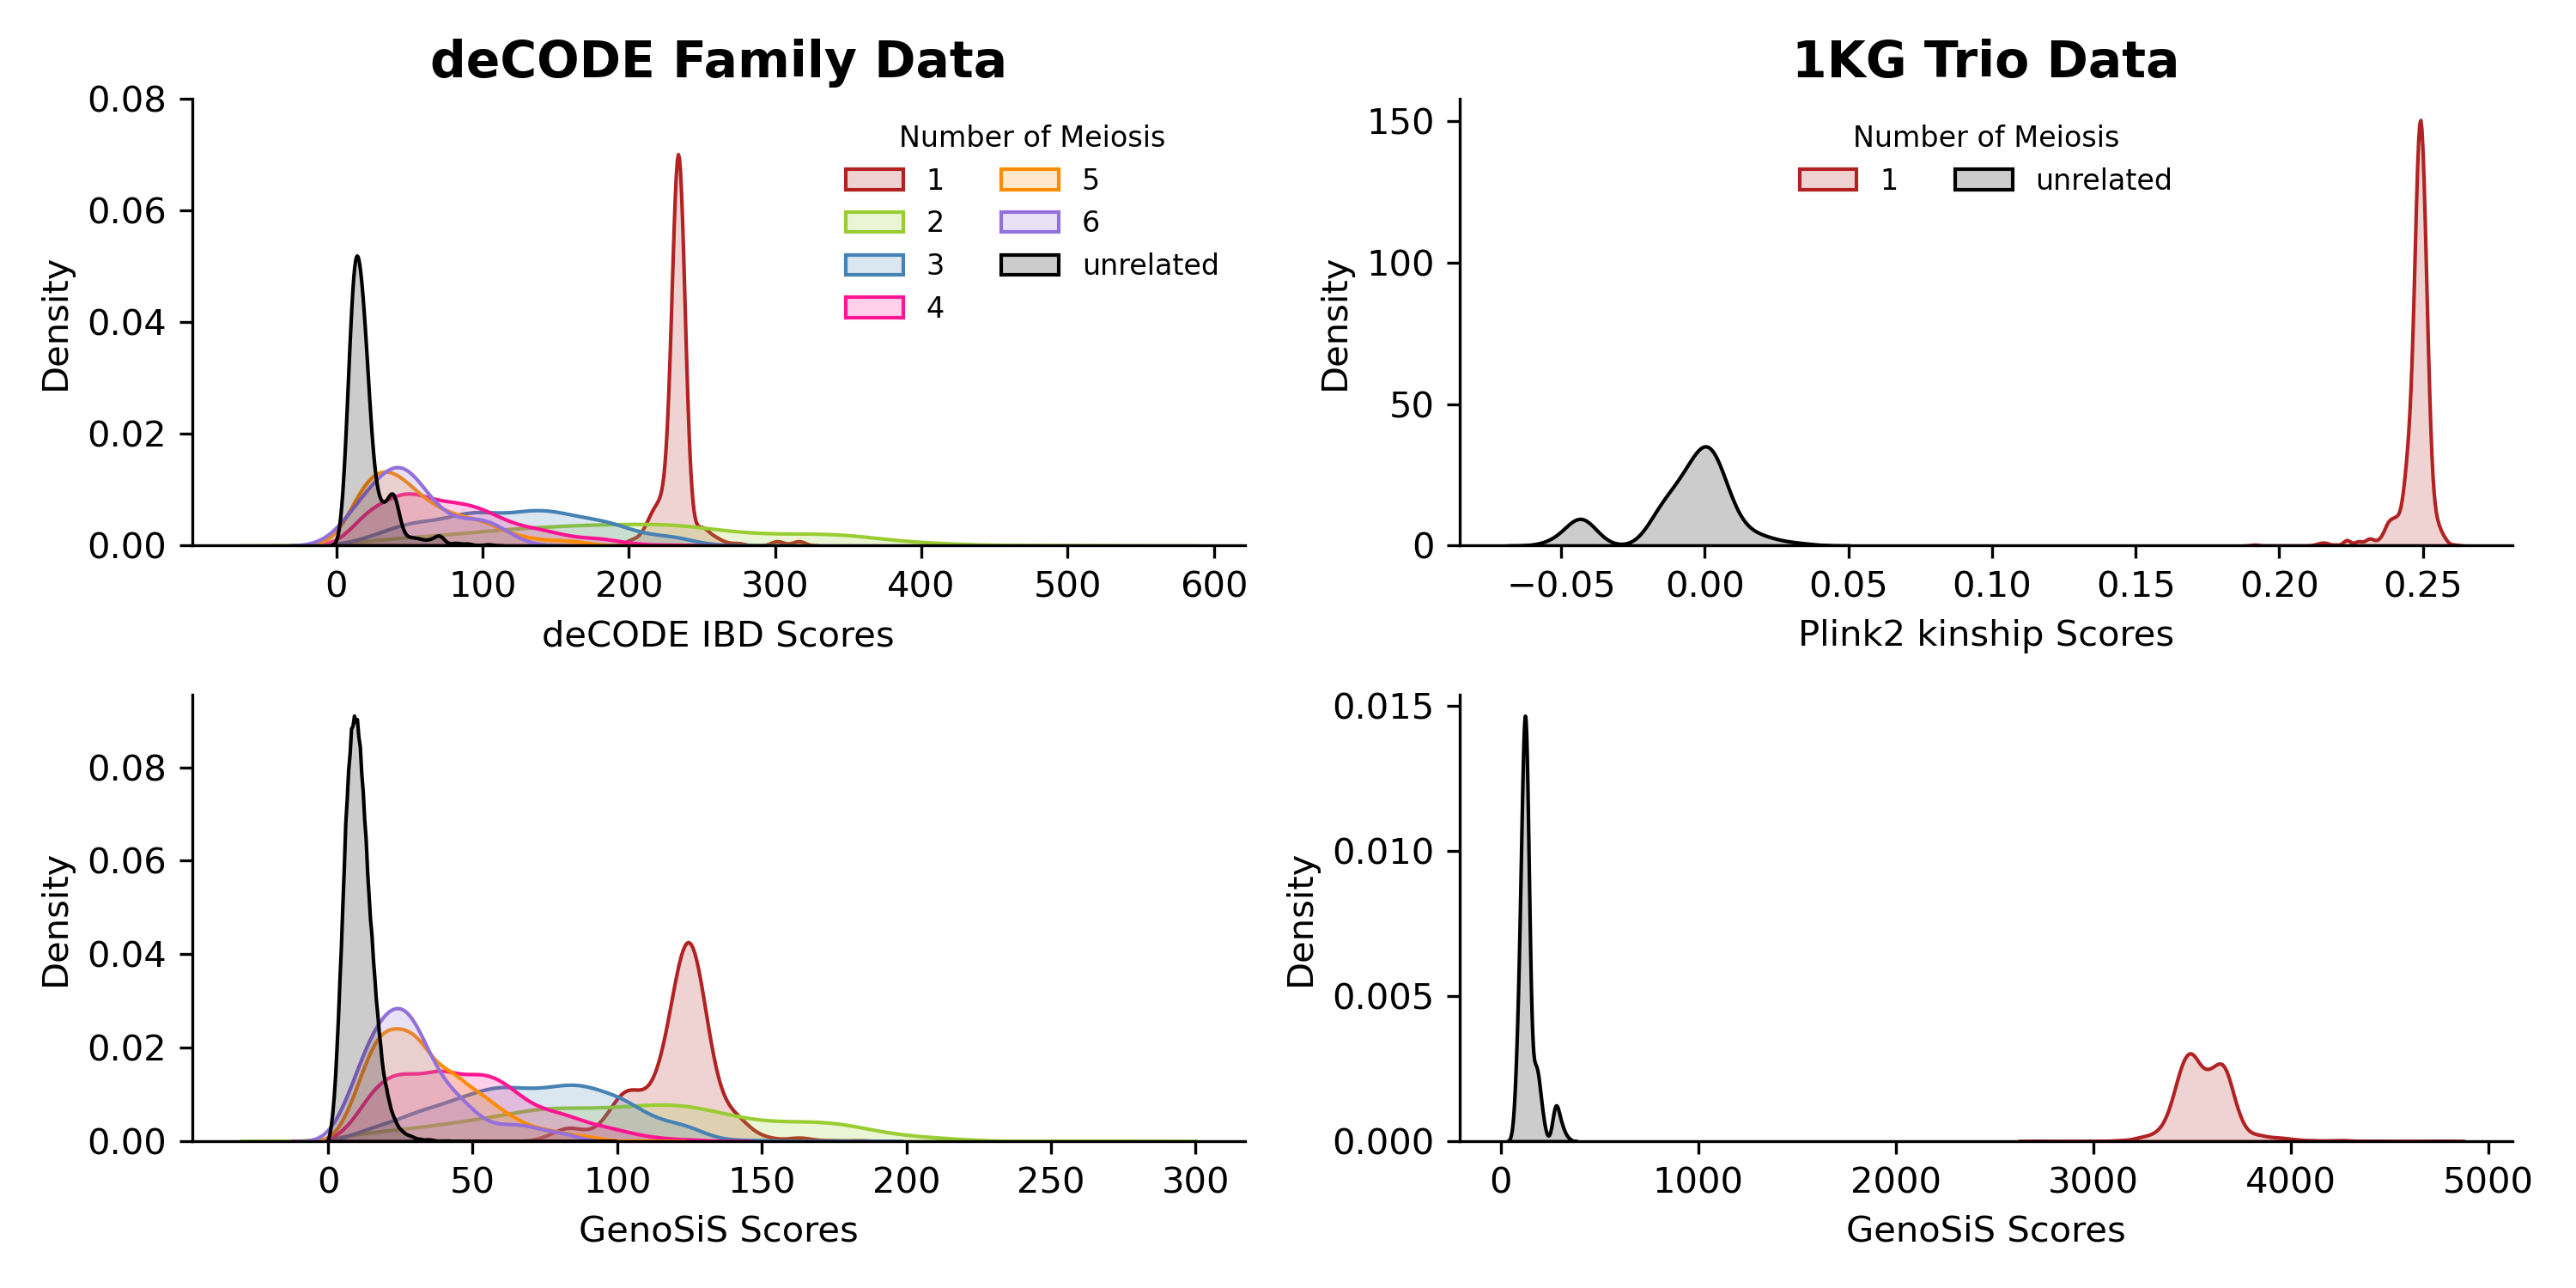 deCODE Family Data
0.08
0.06
0.04
0.02
0.00
Density
Number of Meiosis
1
2
3
4
5
6
unrelated
0 100 200 300 400 500 600
deCODE IBD Scores
1KG Trio Data
150
100
50
0
Density
Number of Meiosis
1 unrelated
−0.05 0.00 0.05 0.10 0.15 0.20 0.25
Plink2 kinship Scores
0.08
0.06
0.04
0.02
0.00
Density
0 50 100 150 200 250 300
GenoSiS Scores
0.015
0.010
0.005
0.000
Density
0 1000 2000 3000 4000 5000
GenoSiS Scores